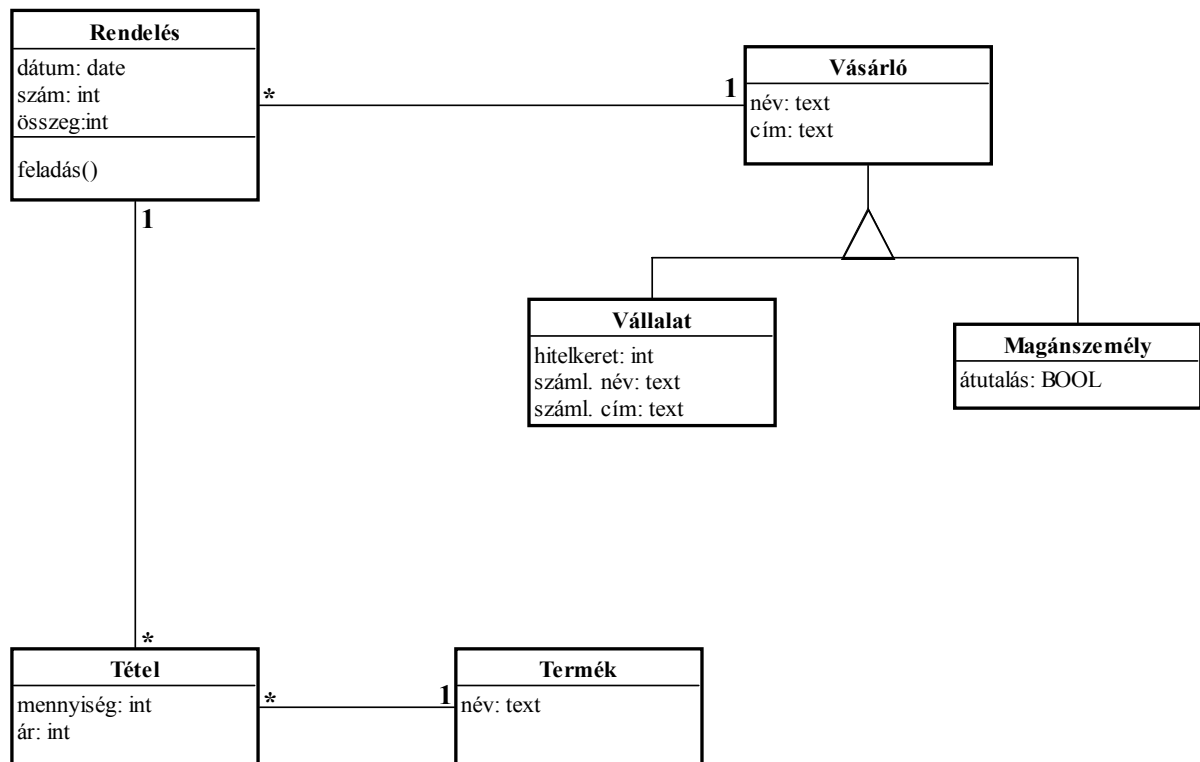 Rendelés
dátum: date
szám: int
összeg:int
feladás()
*
1
Vásárló
név: text
cím: text
1
Vállalat
hitelkeret: int
száml. név: text
száml. cím: text
Magánszemély
átutalás: BOOL
*
Tétel
mennyiség: int
ár: int
*
1
Termék
név: text